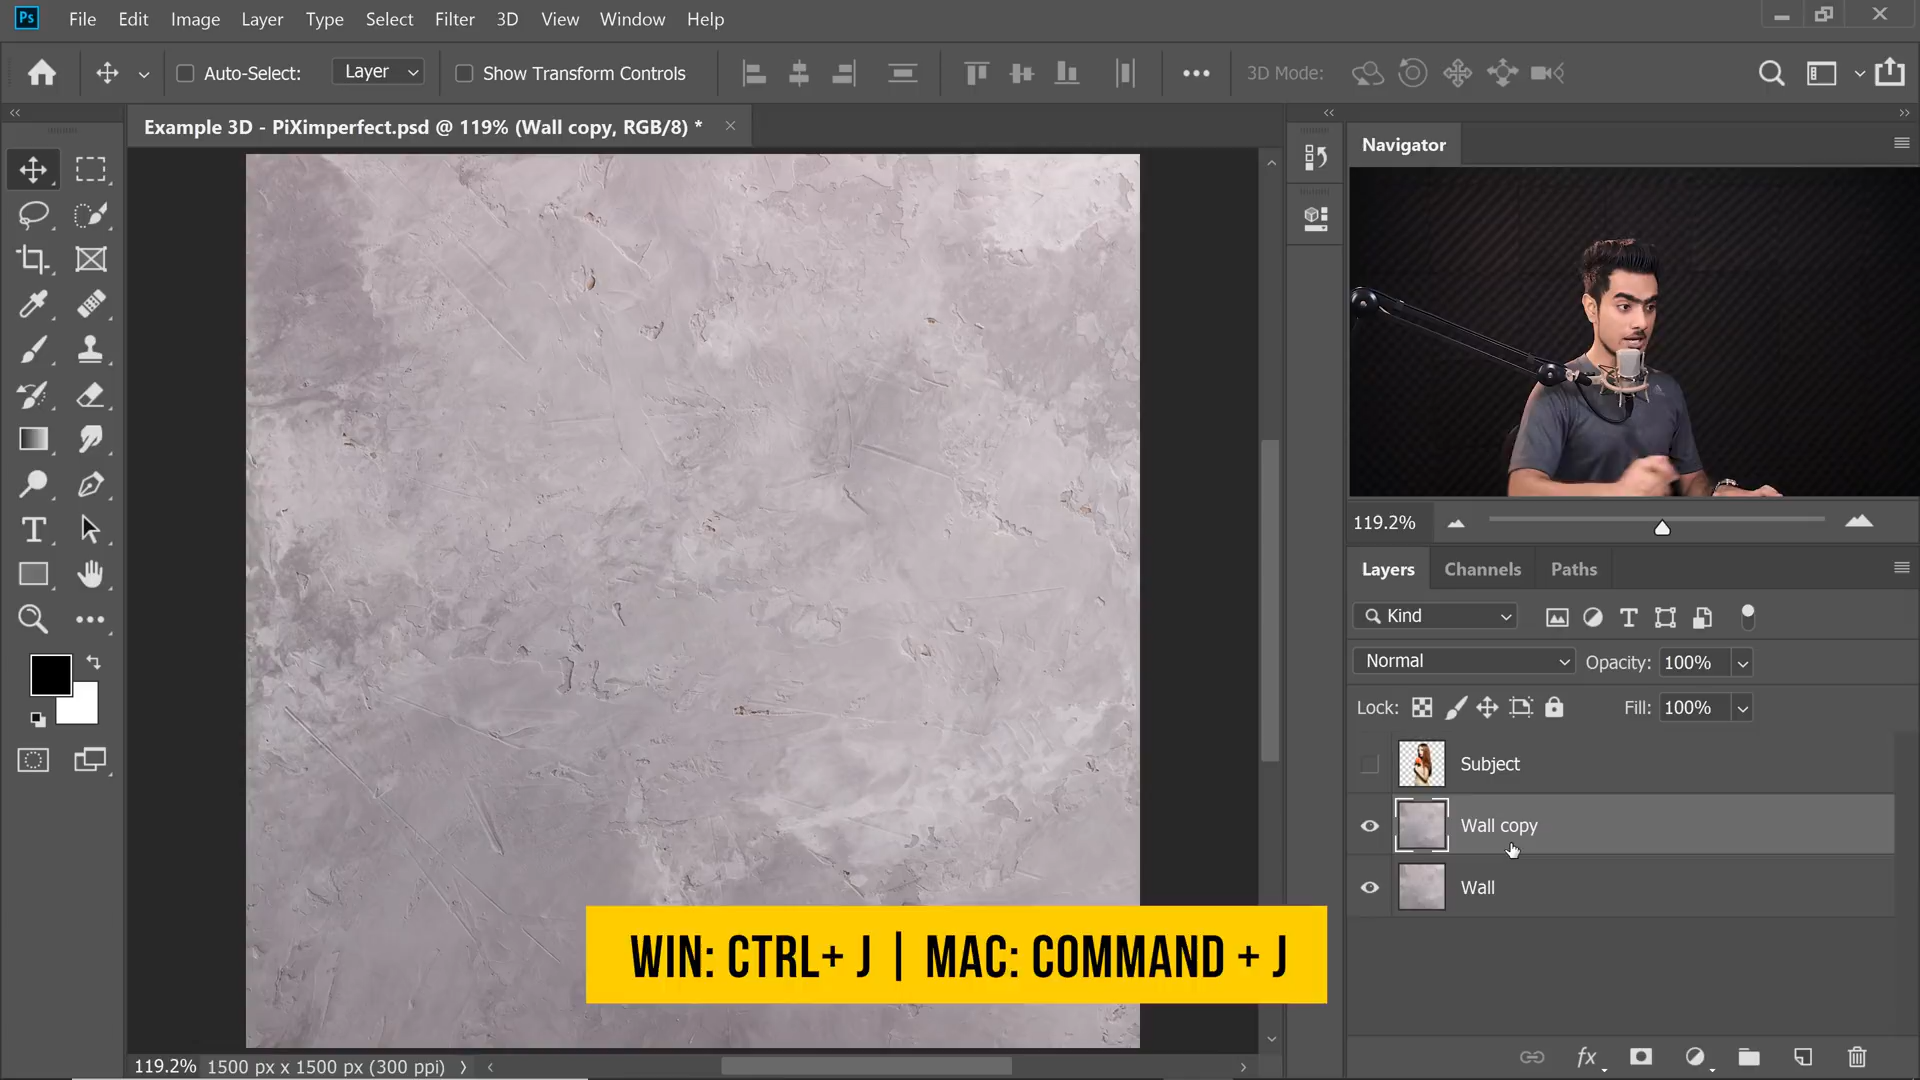 Ps File Edit Image Layer Type Select Filter 3D View Window Help
Auto-Select: Layer Show Transform Controls 3D Mode:
Example 3D - PiXimperfect.psd @ 119% (Wall copy, RGB/8) *
Navigator
119.2%
Layers Channels Paths
Kind
Normal Opacity: 100%
Lock: Fill: 100%
Subject
Wall copy
Wall
WIN: CTRL+ J | MAC: COMMAND + J
119.2% 1500 px x 1500 px (300 ppi)